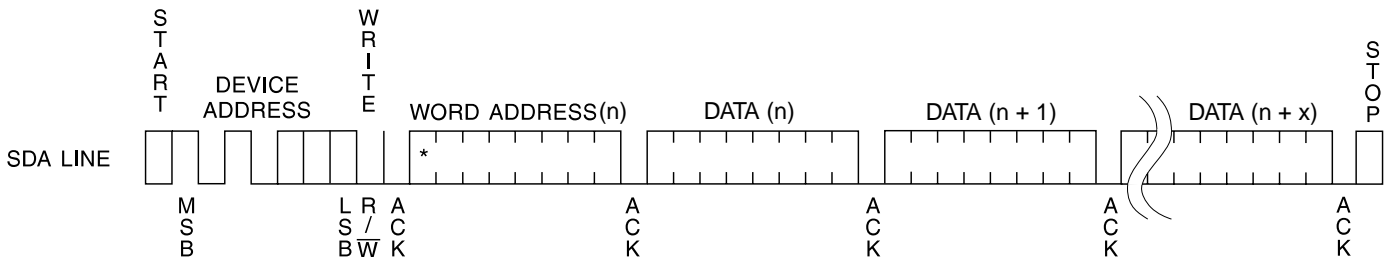 START
WRITE
STOP
DEVICE
ADDRESS
WORD ADDRESS(n)
DATA (n)
DATA (n + 1)
DATA (n + x)
SDA LINE
*
MSB
LSB
R/W
ACK
ACK
ACK
ACK
ACK